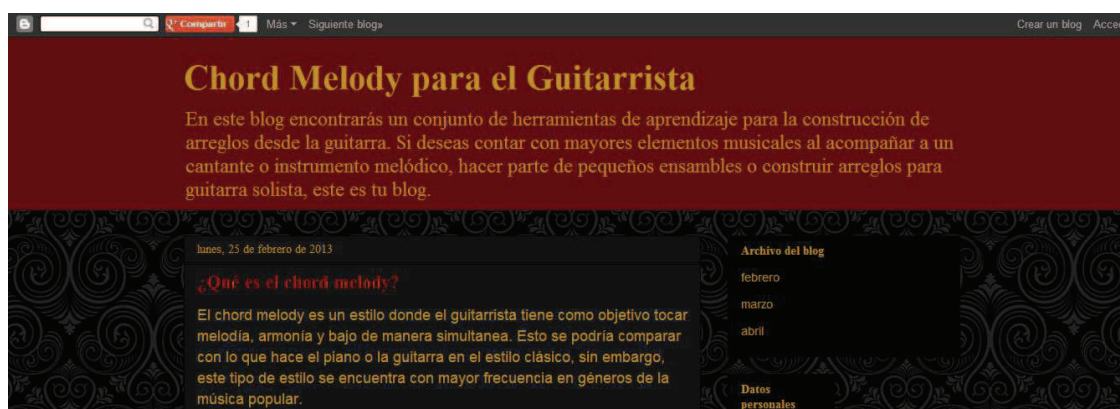 Compartir 1 Más Siguiente blog» Crear un blog Acced
Chord Melody para el Guitarrista
En este blog encontrarás un conjunto de herramientas de aprendizaje para la construcción de
arreglos desde la guitarra. Si deseas contar con mayores elementos musicales al acompañar a un
cantante o instrumento melódico, hacer parte de pequeños ensambles o construir arreglos para
guitarra solista, este es tu blog.
lunes, 25 de febrero de 2013
¿Qué es el chord melody?
El chord melody es un estilo donde el guitarrista tiene como objetivo tocar
melodía, armonía y bajo de manera simultanea. Esto se podría comparar
con lo que hace el piano o la guitarra en el estilo clásico, sin embargo,
este tipo de estilo se encuentra con mayor frecuencia en géneros de la
música popular.
Archivo del blog
febrero
marzo
abril
Datos
personales